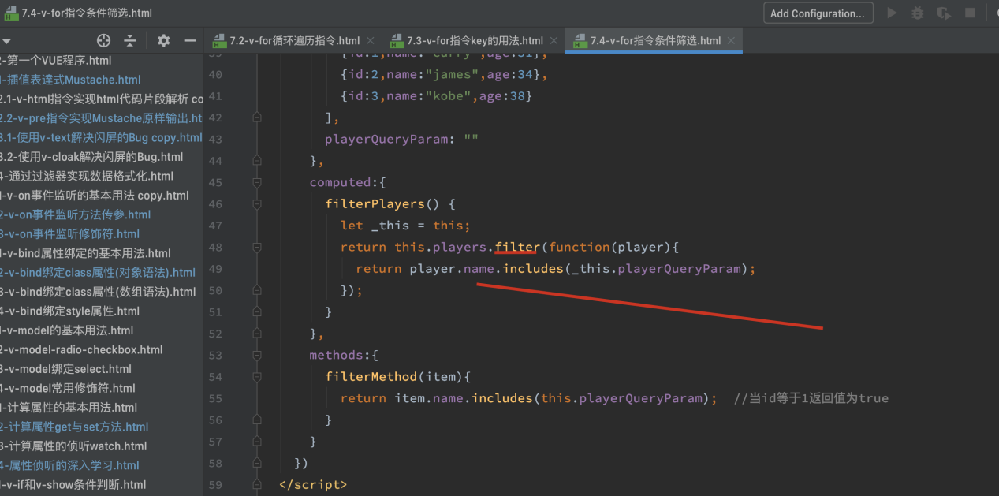 7.4-v-for指令条件筛选.html
Add Configuration...
7.2-v-for循环遍历指令.html
7.3-v-for指令key的用法.html
7.4-v-for指令条件筛选.html
2-第一个VUE程序.html
1-插值表達式Mustache.html
2.1-v-html指令实现html代码片段解析 co
2.2-v-pre指令实现Mustache原样输出.ht
3.1-使用v-text解决闪屏的Bug copy.html
3.2-使用v-cloak解决闪屏的Bug.html
4-通过过滤器实现数据格式化.html
1-v-on事件监听的基本用法 copy.html
2-v-on事件监听方法传参.html
3-v-on事件监听修饰符.html
1-v-bind属性绑定的基本用法.html
2-v-bind绑定class属性(对象语法).html
3-v-bind绑定class属性(数组语法).html
4-v-bind绑定style属性.html
1-v-model的基本用法.html
2-v-model-radio-checkbox.html
3-v-model绑定select.html
4-v-model常用修饰符.html
1-计算属性的基本用法.html
2-计算属性get与set方法.html
3-计算属性的侦听watch.html
4-属性侦听的深入学习.html
1-v-if和v-show条件判断.html
39 {id:1,name:"curry",age:31},
40 {id:2,name:"james",age:34},
41 {id:3,name:"kobe",age:38}
42 ],
43 playerQueryParam: ""
44 },
45 computed:{
46 filterPlayers() {
47 let _this = this;
48 return this.players.filter(function(player){
49 return player.name.includes(_this.playerQueryParam);
50 });
51 }
52 },
53 methods:{
54 filterMethod(item){
55 return item.name.includes(this.playerQueryParam); //当id等于1返回值为true
56 }
57 }
58 })
59 </script>